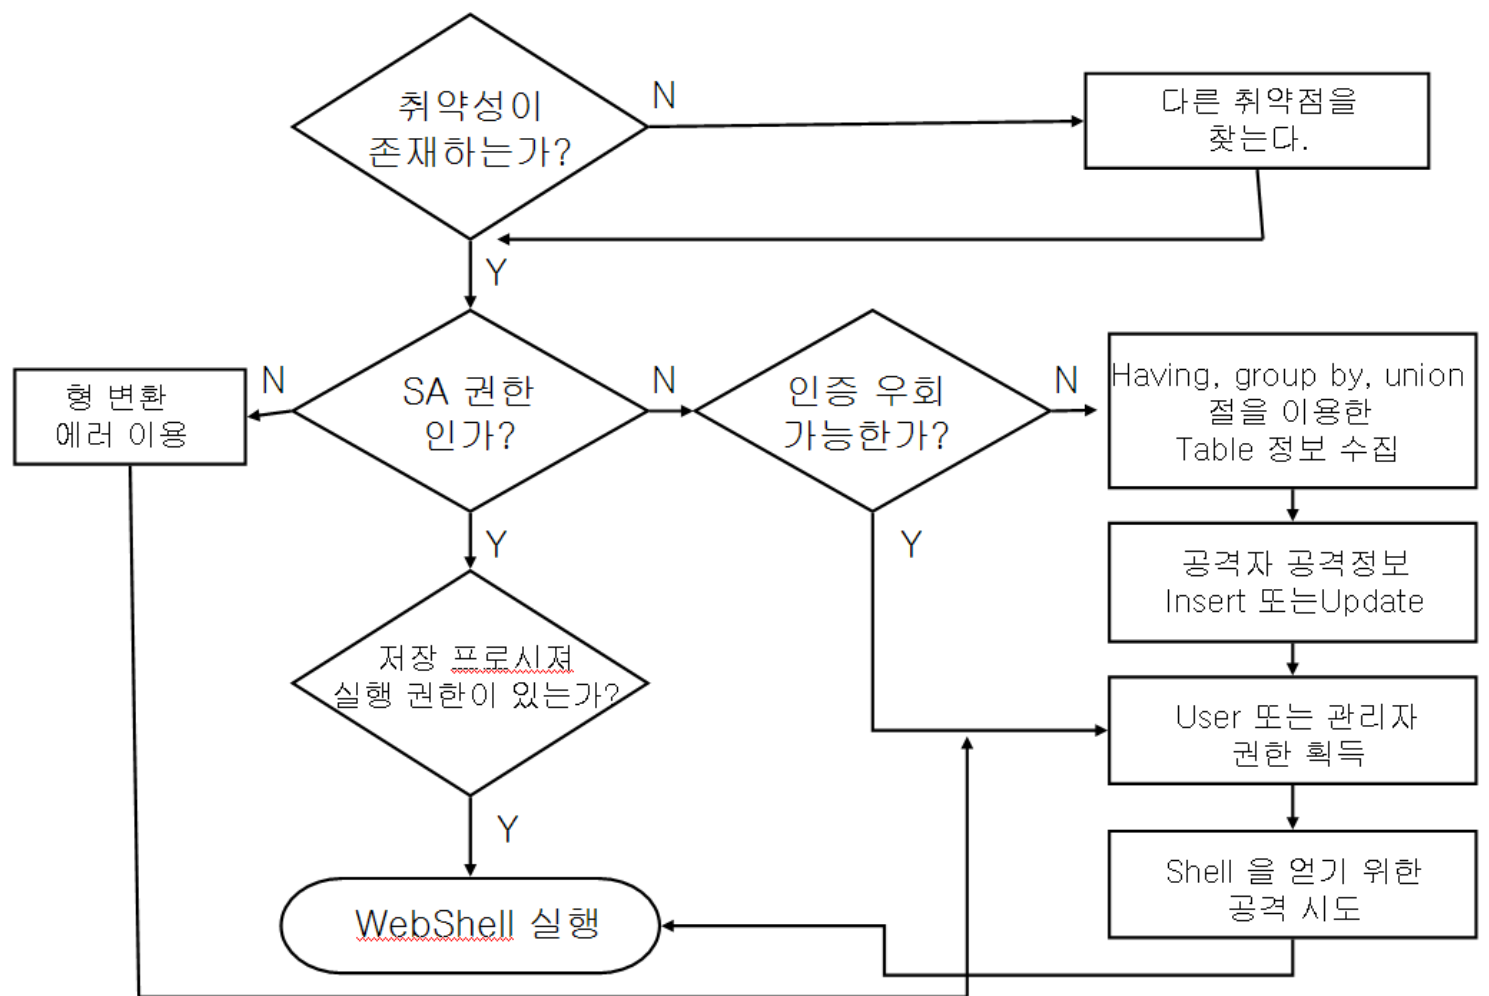 취약성이
존재하는가?
N
다른 취약점을
찾는다.
Y
형 변환
에러 이용
N
SA 권한
인가?
N
인증 우회
가능한가?
N
Having, group by, union
절을 이용한
Table 정보 수집
Y
Y
공격자 공격정보
Insert 또는Update
저장 프로시져
실행 권한이 있는가?
User 또는 관리자
권한 획득
Y
Shell 을 얻기 위한
공격 시도
WebShell 실행